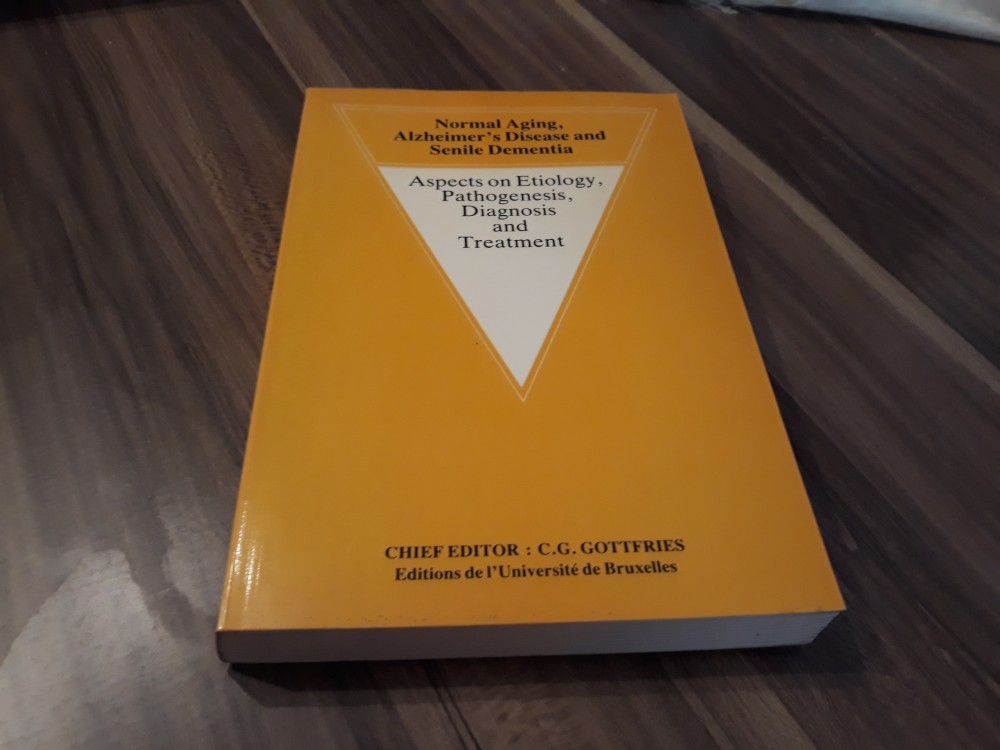 Normal Aging,
Alzheimer's Disease and
Senile Dementia
Aspects on Etiology,
Pathogenesis,
Diagnosis
and
Treatment
CHIEF EDITOR : C.G. GOTTFRIES
Editions de l'Université de Bruxelles